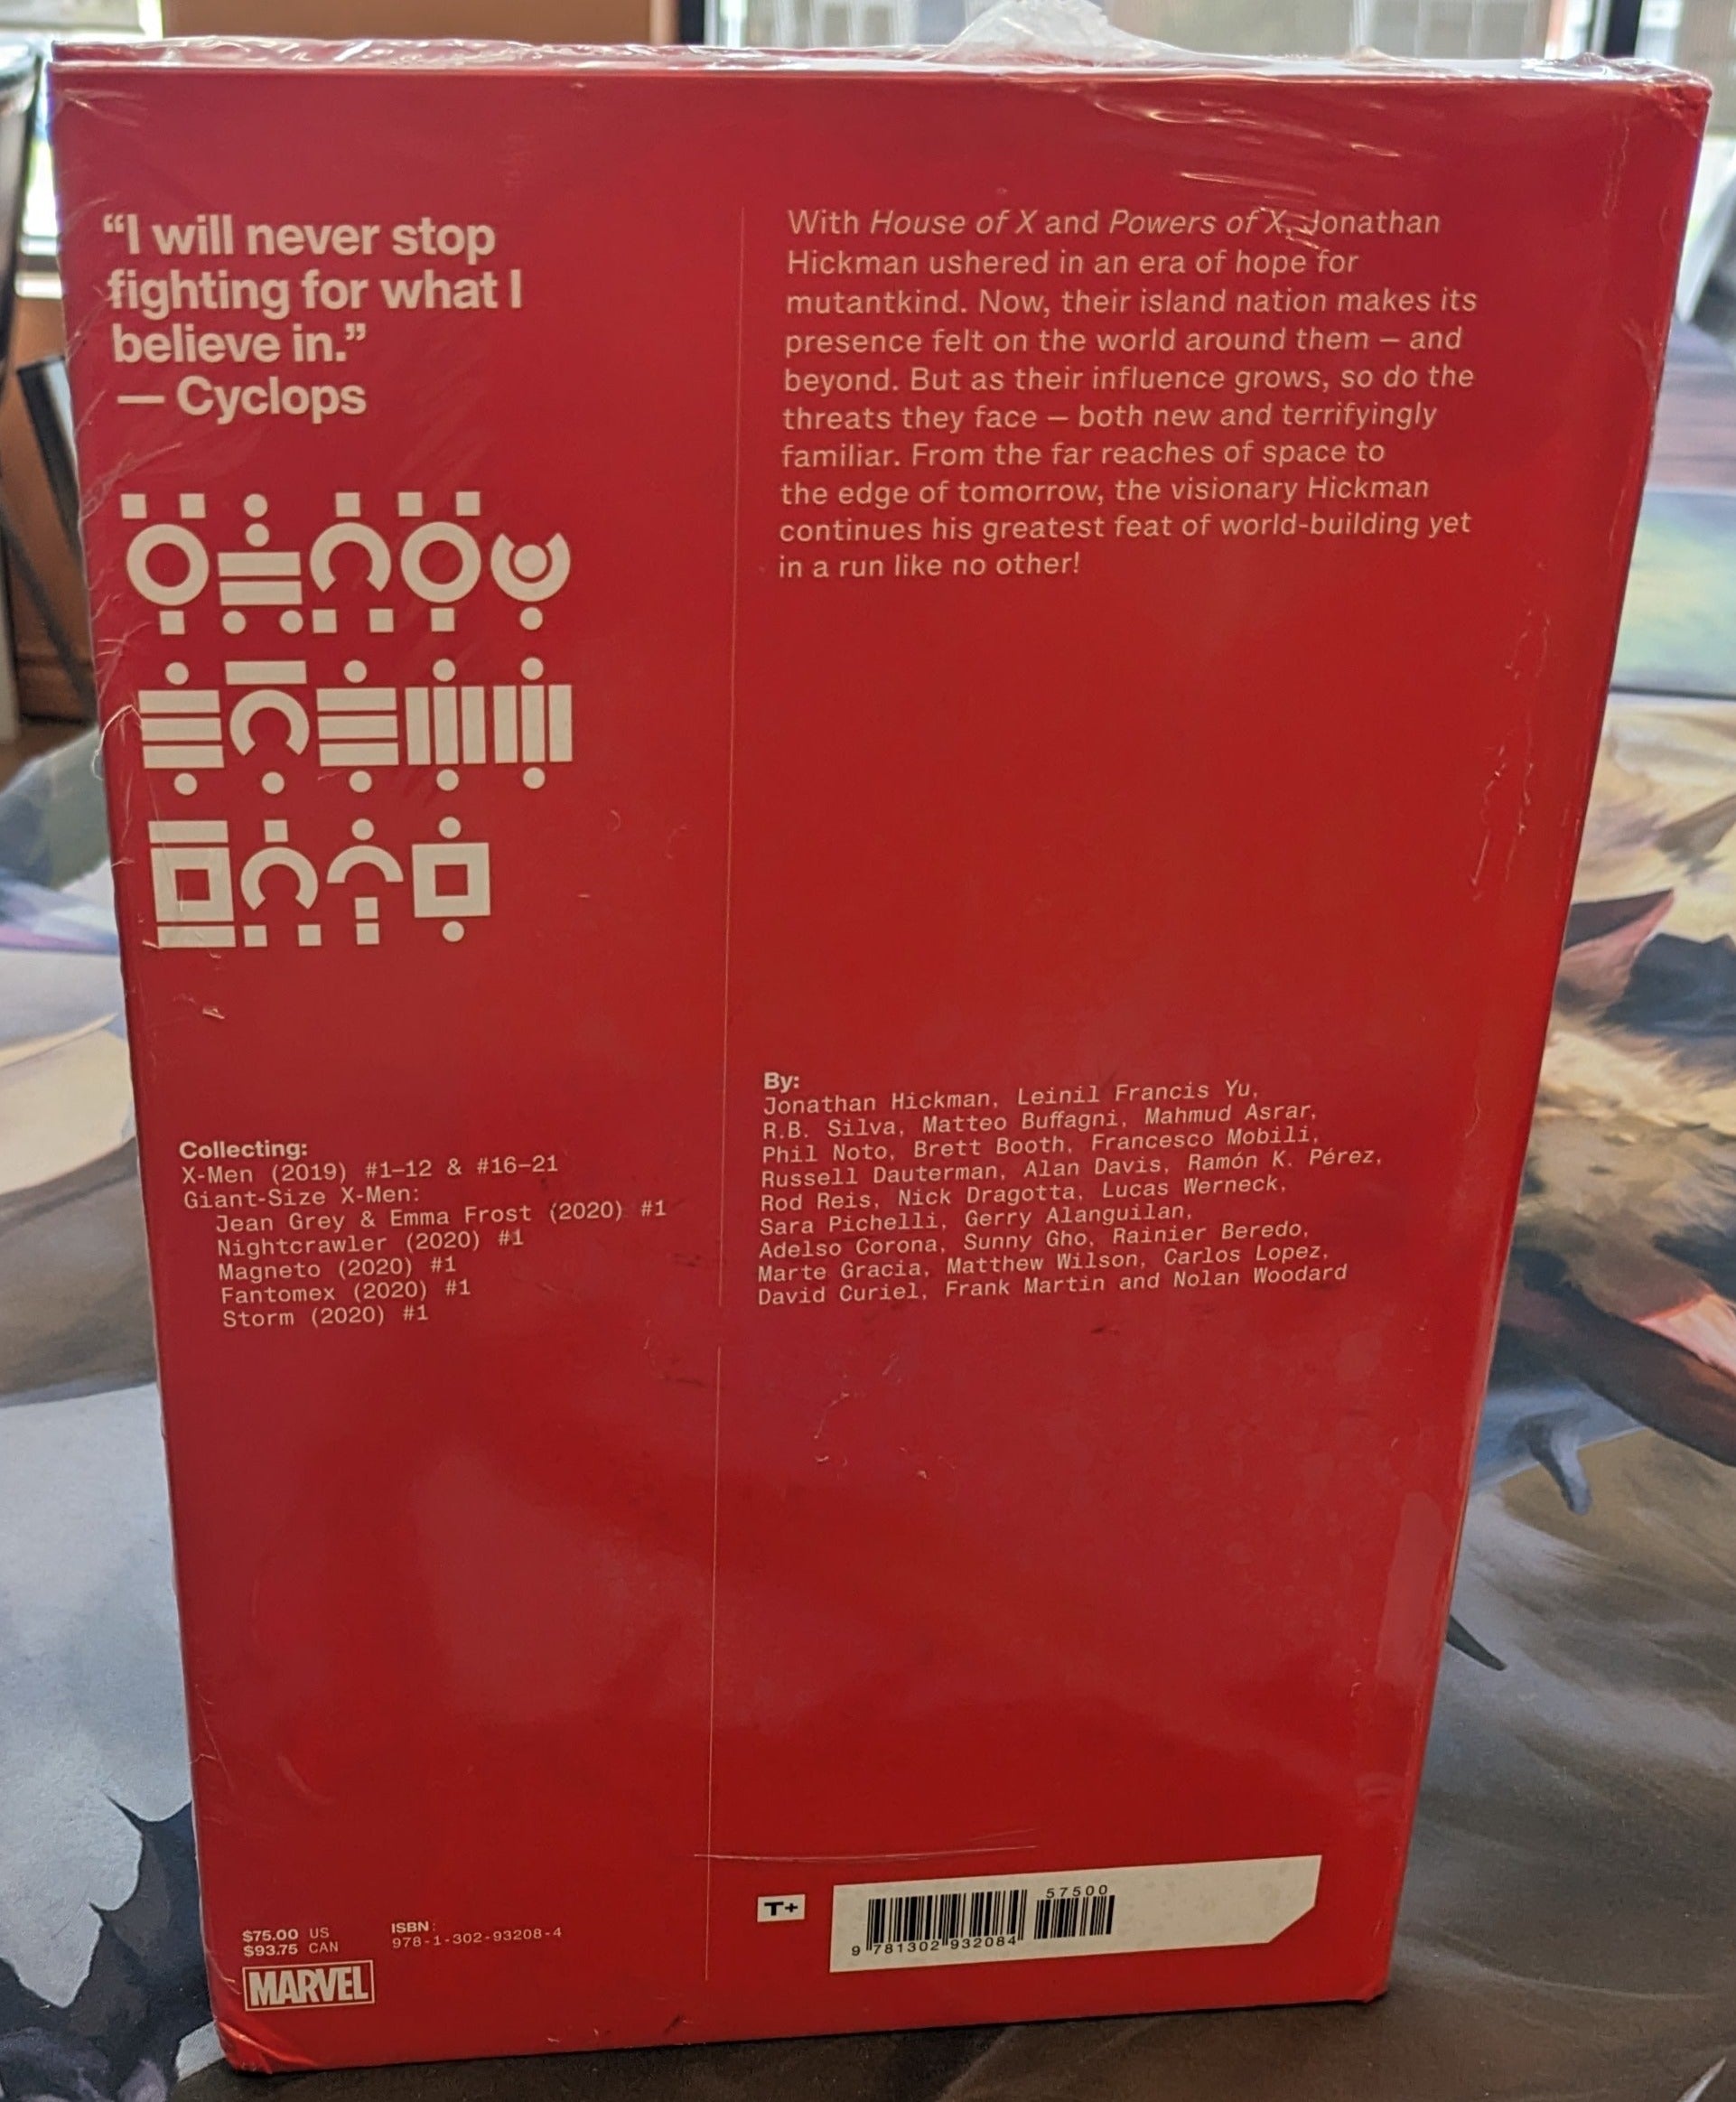 “I will never stop
fighting for what I
believe in.”
— Cyclops
With House of X and Powers of X, Jonathan
Hickman ushered in an era of hope for
mutantkind. Now, their island nation makes its
presence felt on the world around them — and
beyond. But as their influence grows, so do the
threats they face — both new and terrifyingly
familiar. From the far reaches of space to
the edge of tomorrow, the visionary Hickman
continues his greatest feat of world-building yet
in a run like no other!
Collecting:
X-Men (2019) #1–12 & #16–21
Giant-Size X-Men:
Jean Grey & Emma Frost (2020) #1
Nightcrawler (2020) #1
Magneto (2020) #1
Fantomex (2020) #1
Storm (2020) #1
By:
Jonathan Hickman, Leinil Francis Yu,
R.B. Silva, Matteo Buffagni, Mahmud Asrar,
Phil Noto, Brett Booth, Francesco Mobili,
Russell Dauterman, Alan Davis, Ramón K. Pérez,
Rod Reis, Nick Dragotta, Lucas Werneck,
Sara Pichelli, Gerry Alanguilan,
Adelso Corona, Sunny Gho, Rainier Beredo,
Marte Gracia, Matthew Wilson, Carlos Lopez,
David Curiel, Frank Martin and Nolan Woodard
$75.00 US
$93.75 CAN
ISBN:
978-1-302-93208-4
MARVEL
T+
57500
9 781302 932084